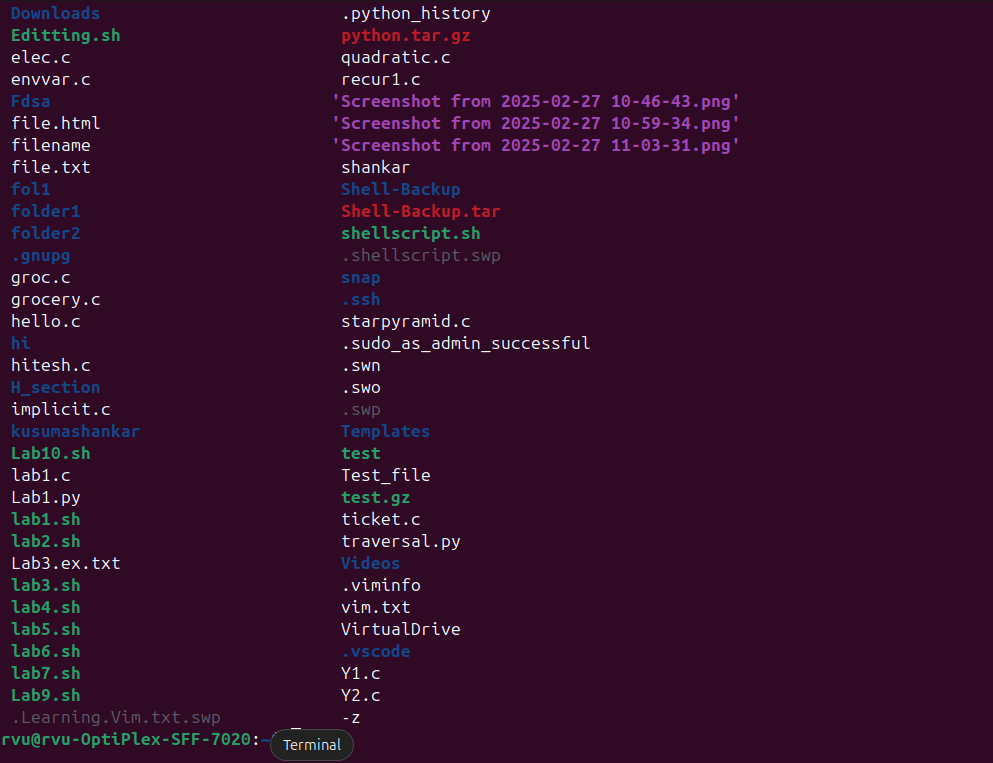 Downloads .python_history
Editting.sh python.tar.gz
elec.c quadratic.c
envvar.c recur1.c
Fdsa 'Screenshot from 2025-02-27 10-46-43.png'
file.html 'Screenshot from 2025-02-27 10-59-34.png'
filename 'Screenshot from 2025-02-27 11-03-31.png'
file.txt shankar
fol1 Shell-Backup
folder1 Shell-Backup.tar
folder2 shellscript.sh
.gnupg .shellscript.swp
groc.c snap
grocery.c .ssh
hello.c starpyramid.c
hi .sudo_as_admin_successful
hitesh.c .swn
H_section .swo
implicit.c .swp
kusumashankar Templates
Lab10.sh test
lab1.c Test_file
Lab1.py test.gz
lab1.sh ticket.c
lab2.sh traversal.py
Lab3.ex.txt Videos
lab3.sh .viminfo
lab4.sh vim.txt
lab5.sh VirtualDrive
lab6.sh .vscode
lab7.sh Y1.c
Lab9.sh Y2.c
.Learning.Vim.txt.swp -z
rvu@rvu-OptiPlex-SFF-7020:~
Terminal